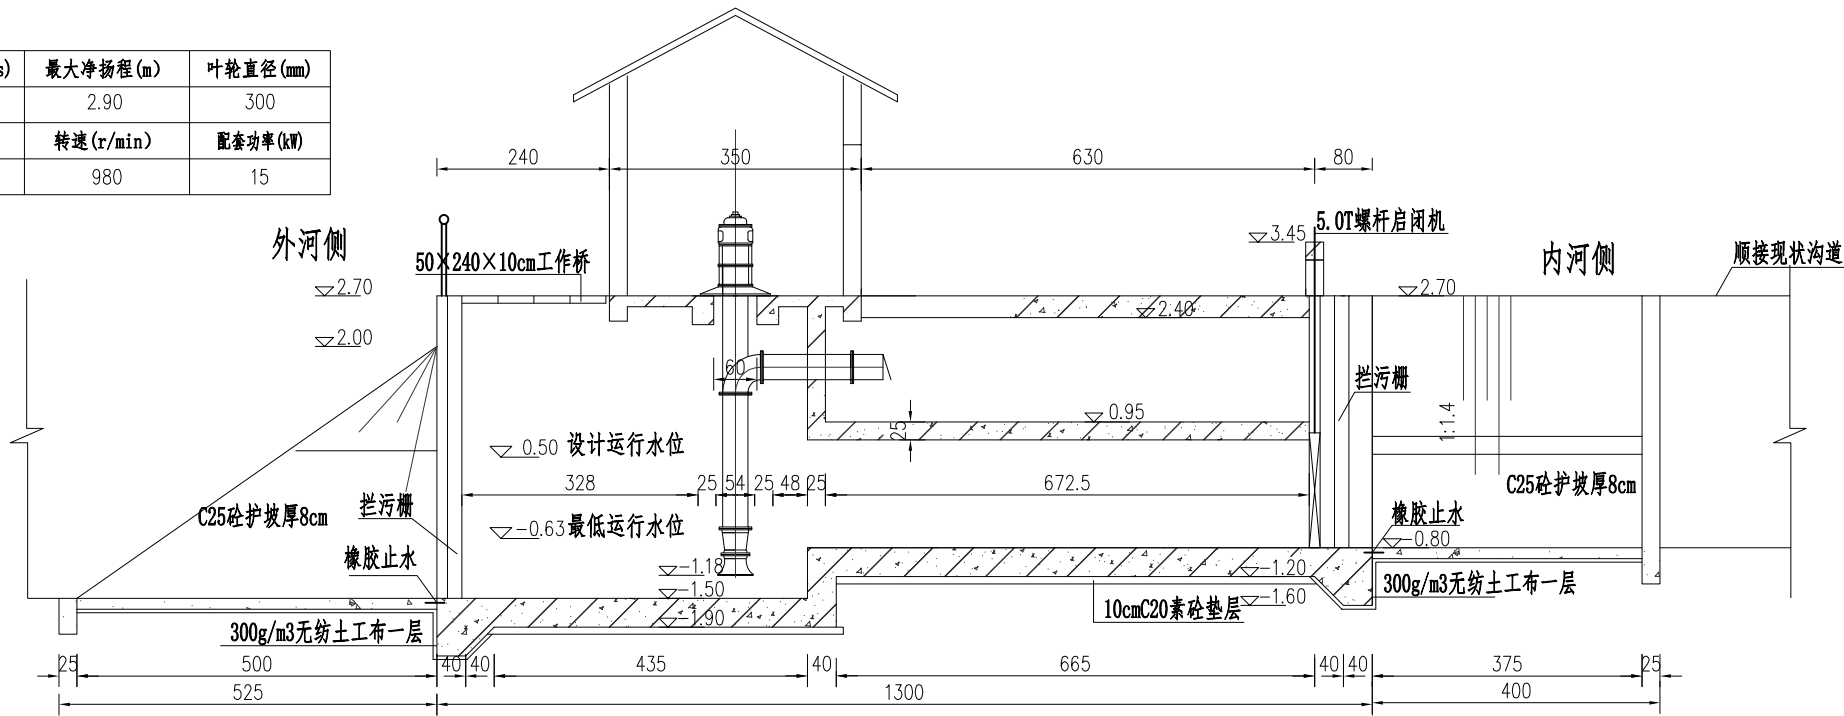 s) 最大净扬程(m) 叶轮直径(mm)
2.90 300
转速(r/min) 配套功率(kW)
980 15
240 350 630 80
外河侧
5.0T螺杆启闭机
3.45
内河侧
顺接现状沟道
50×240×10cm工作桥
2.70
2.70
2.40
2.00
60
拦污栅
0.95
1:1.4
25
0.50 设计运行水位
328 25 54 25 48 25 672.5
C25砼护坡厚8cm
拦污栅
C25砼护坡厚8cm
-0.63 最低运行水位
橡胶止水
-0.80
橡胶止水
-1.18
-1.20
-1.50
300g/m3无纺土工布一层
10cmC20素砼垫层
-1.60
-1.90
300g/m3无纺土工布一层
25 500 40 40 435 40 665 40 40 375 25
525 1300 400